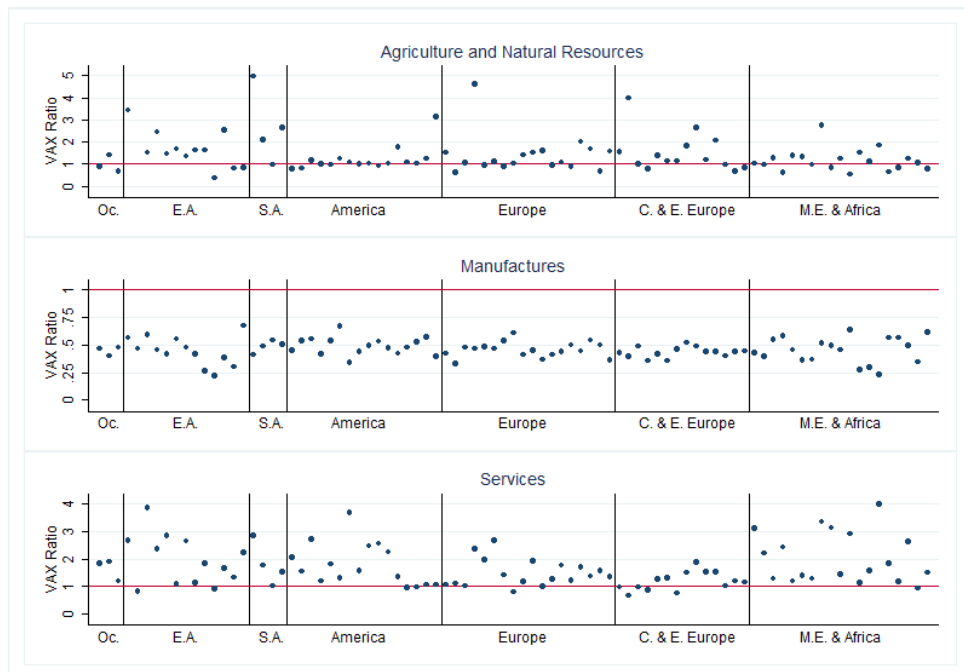 Agriculture and Natural Resources
VAX Ratio
5
4
3
2
1
0
Oc. E.A. S.A. America Europe C. & E. Europe M.E. & Africa
Manufactures
VAX Ratio
1
.75
.5
.25
0
Oc. E.A. S.A. America Europe C. & E. Europe M.E. & Africa
Services
VAX Ratio
4
3
2
1
0
Oc. E.A. S.A. America Europe C. & E. Europe M.E. & Africa